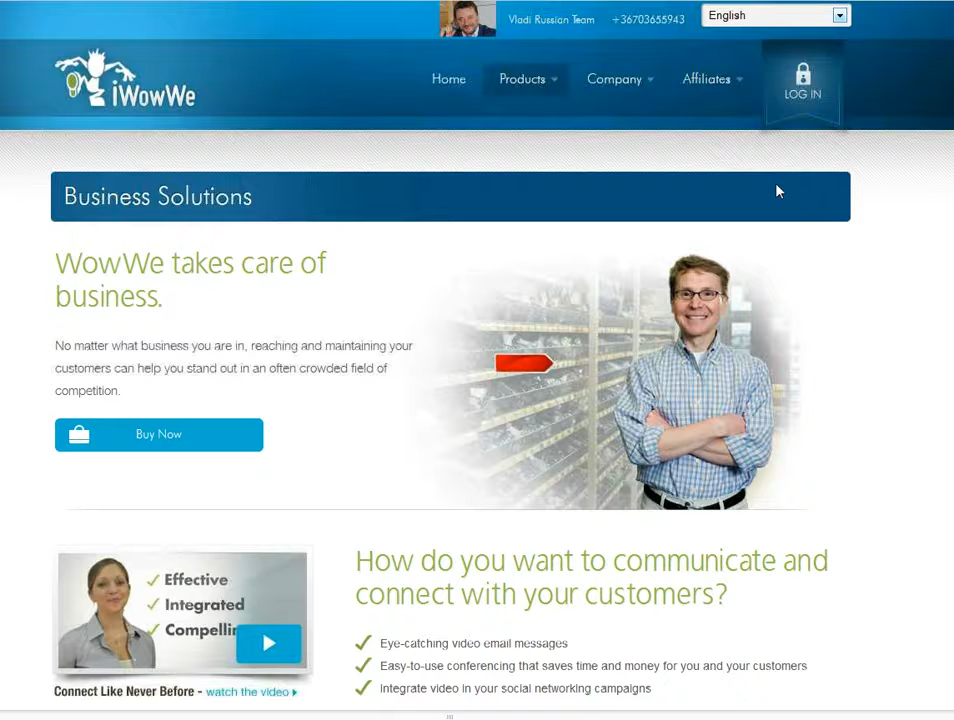 Vladi Russian Team +36703655943 English
iWowWe Home Products Company Affiliates LOG IN
Business Solutions
WowWe takes care of
business.
No matter what business you are in, reaching and maintaining your
customers can help you stand out in an often crowded field of
competition.
Buy Now
Effective
Integrated
Compellin
Connect Like Never Before - watch the video
How do you want to communicate and
connect with your customers?
Eye-catching video email messages
Easy-to-use conferencing that saves time and money for you and your customers
Integrate video in your social networking campaigns